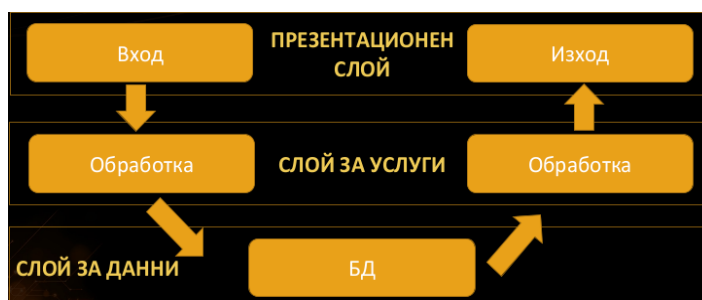 Вход
ПРЕЗЕНТАЦИОНЕН
СЛОЙ
Изход
Обработка
СЛОЙ ЗА УСЛУГИ
Обработка
СЛОЙ ЗА ДАННИ
БД